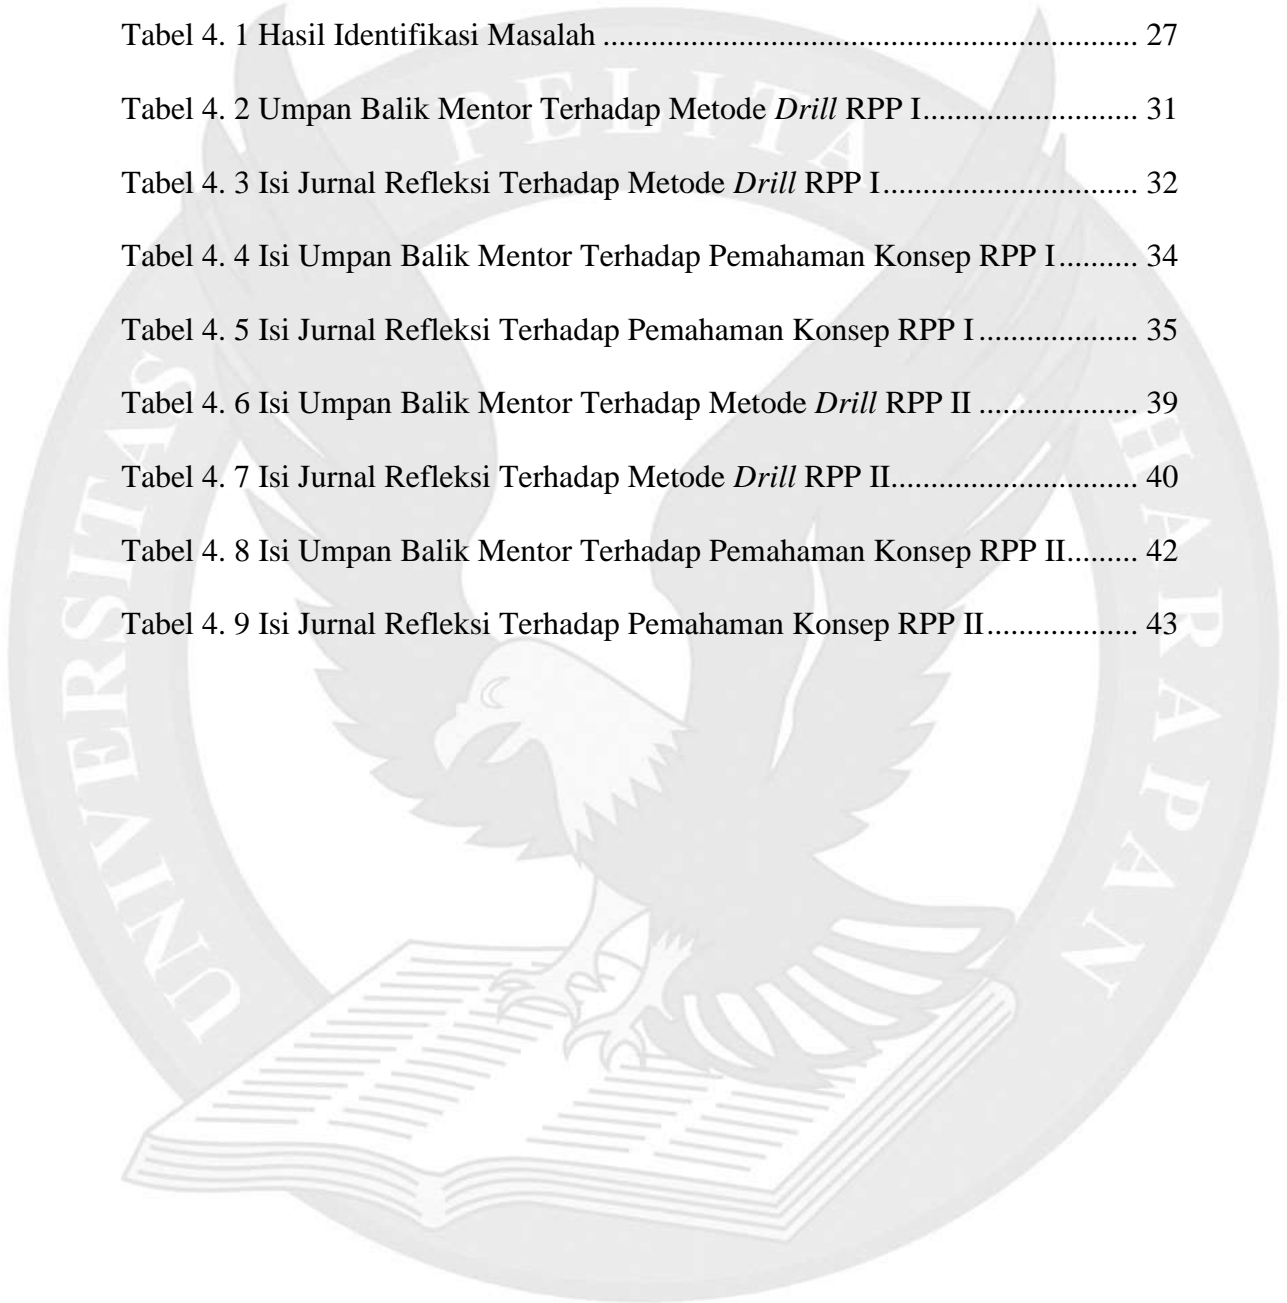 Tabel 4. 1 Hasil Identifikasi Masalah .................................................................... 27
Tabel 4. 2 Umpan Balik Mentor Terhadap Metode Drill RPP I........................... 31
Tabel 4. 3 Isi Jurnal Refleksi Terhadap Metode Drill RPP I................................ 32
Tabel 4. 4 Isi Umpan Balik Mentor Terhadap Pemahaman Konsep RPP I.......... 34
Tabel 4. 5 Isi Jurnal Refleksi Terhadap Pemahaman Konsep RPP I .................... 35
Tabel 4. 6 Isi Umpan Balik Mentor Terhadap Metode Drill RPP II .................... 39
Tabel 4. 7 Isi Jurnal Refleksi Terhadap Metode Drill RPP II............................... 40
Tabel 4. 8 Isi Umpan Balik Mentor Terhadap Pemahaman Konsep RPP II......... 42
Tabel 4. 9 Isi Jurnal Refleksi Terhadap Pemahaman Konsep RPP II................... 43
UNIVERSITAS PELITA HARAPAN